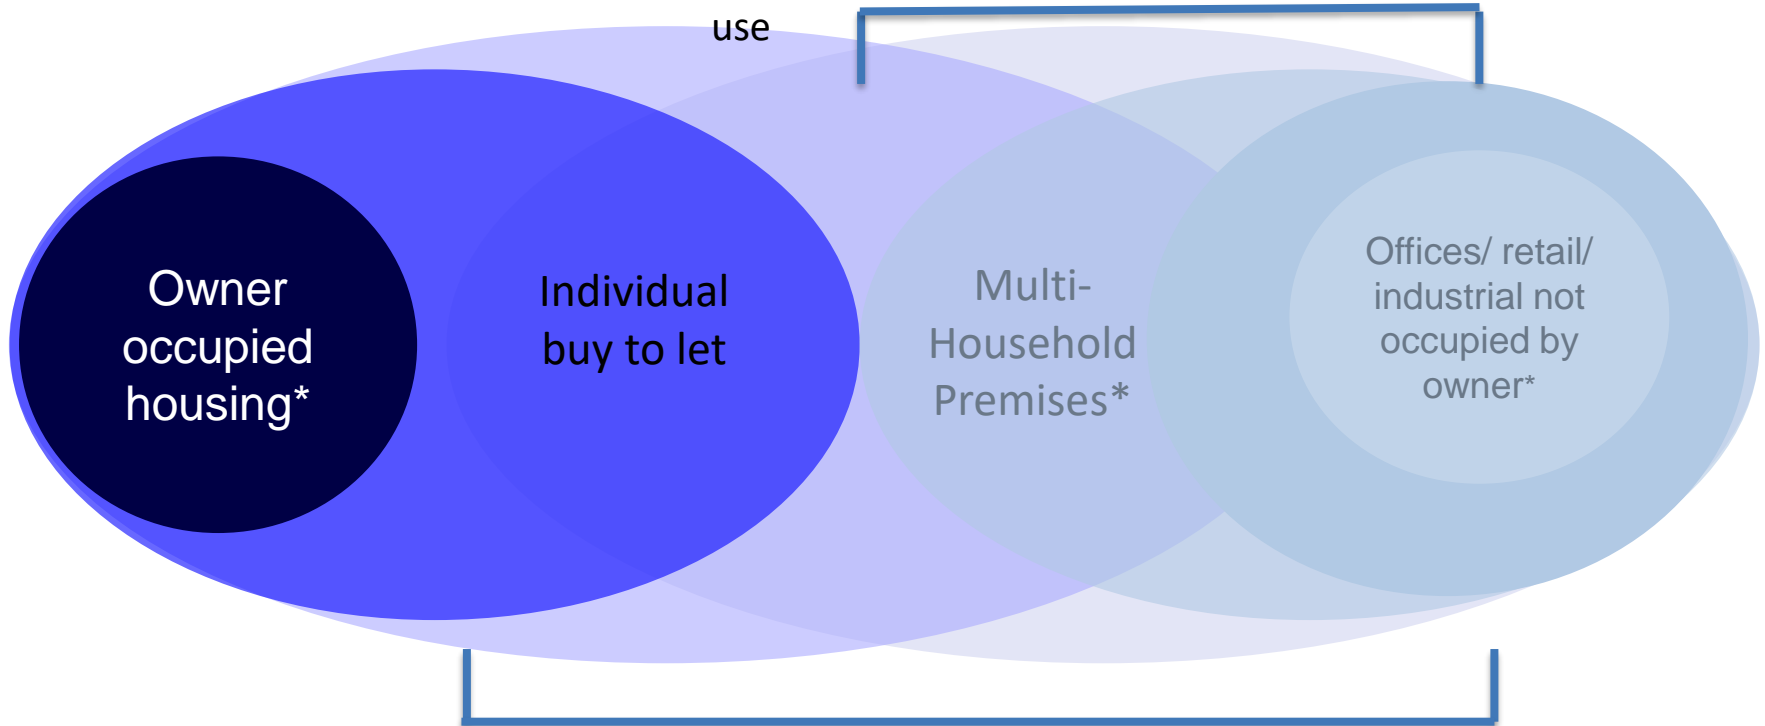 use
Owner
occupied
housing*
Individual
buy to let
Multi-
Household
Premises*
Offices/ retail/
industrial not
occupied by
owner*